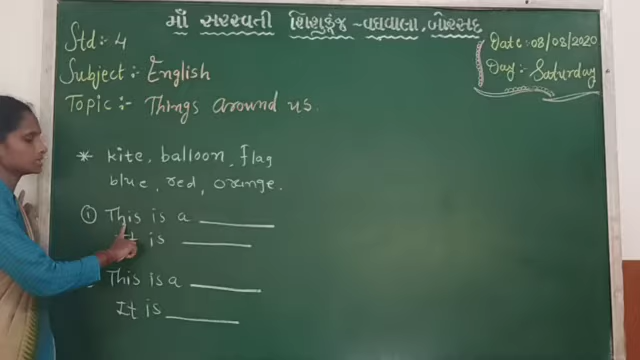 માઁ સરસ્વતી શિશુકુંજ - વઘવાલા, બોરસદ
Std :- 4
Date :- 08/08/2020
Subject :- English
Day :- Saturday
Topic :- Things around us.
* kite, balloon, flag
blue, red, orange.
① This is a ______
It is ______
This is a ______
It is ______